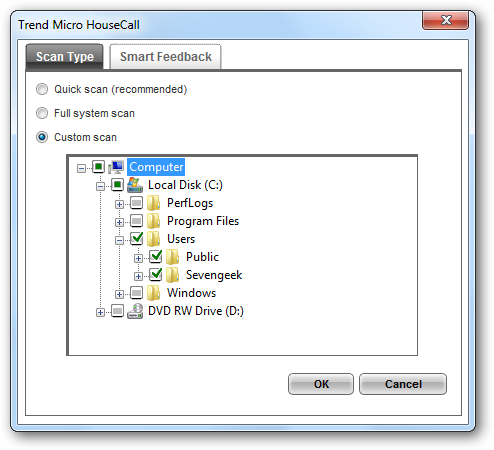 Trend Micro HouseCall
Scan Type Smart Feedback
Quick scan (recommended)
Full system scan
Custom scan
Computer
Local Disk (C:)
PerfLogs
Program Files
Users
Public
Sevengeek
Windows
DVD RW Drive (D:)
OK Cancel